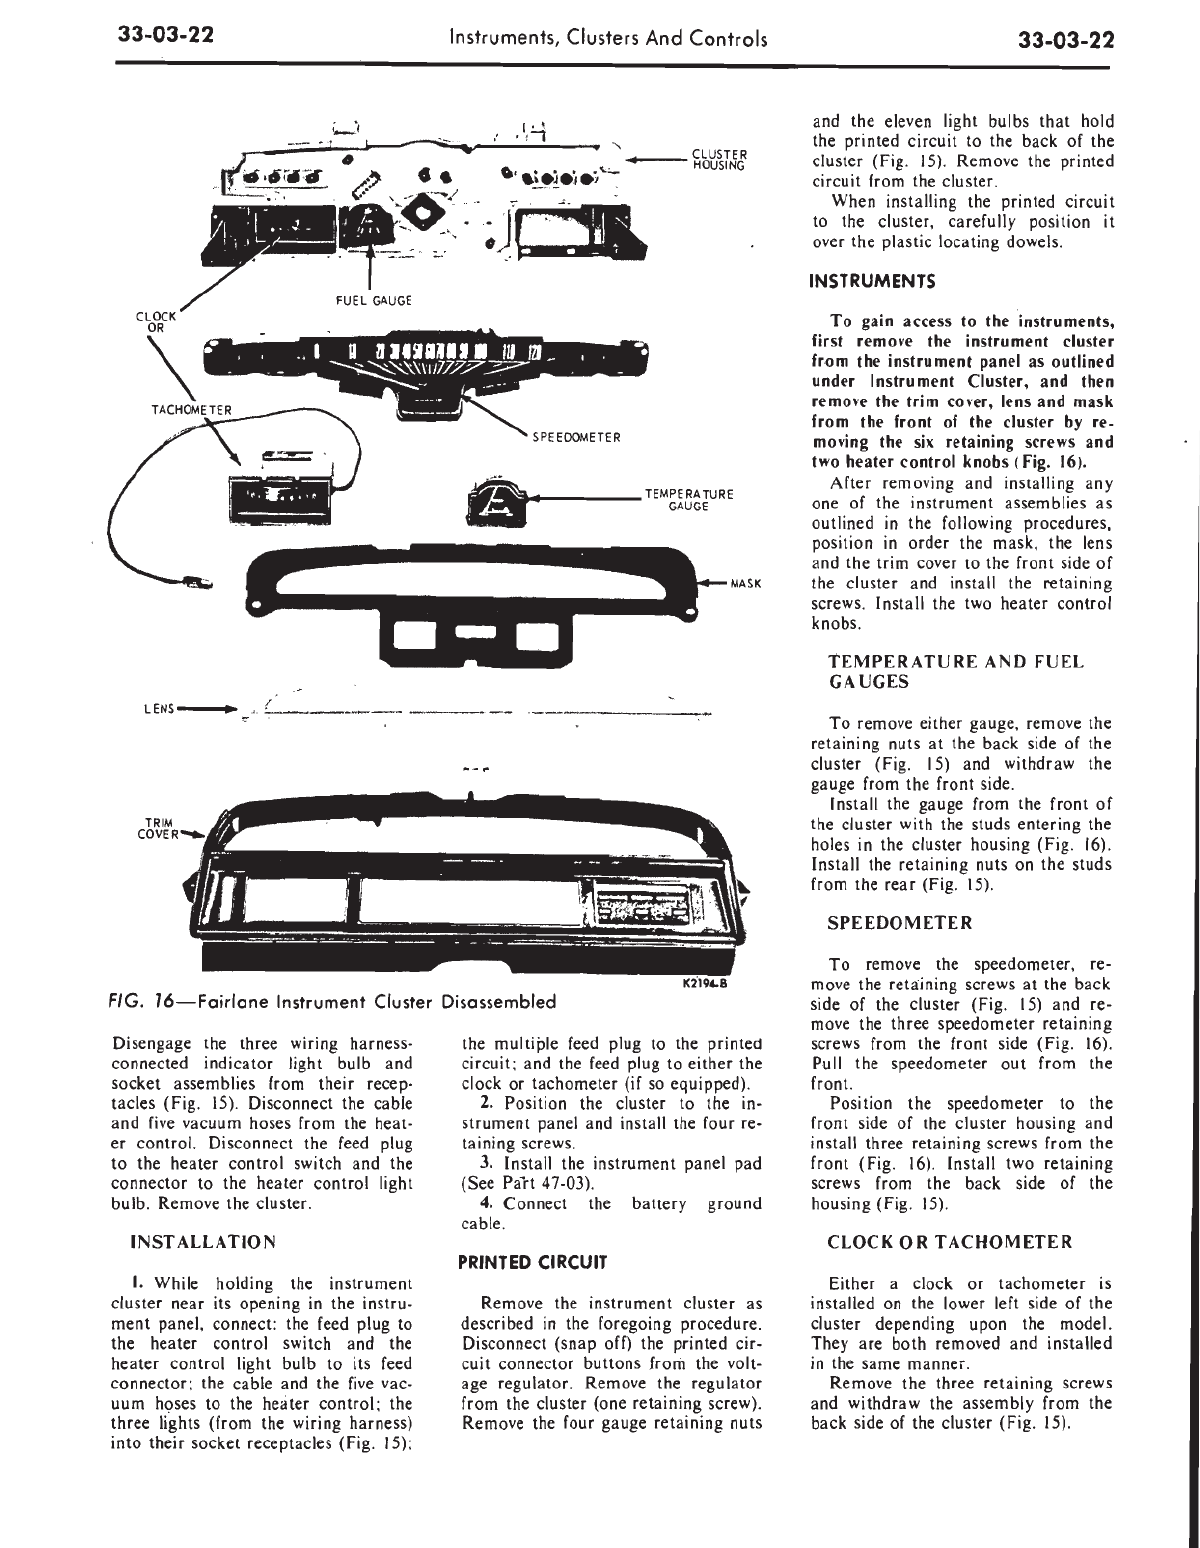 33-03-22
Instruments, Clusters And Controls
33-03-22
CLUSTER
HOUSING
FUEL GAUGE
CLOCK
OR
TACHOMETER
SPEEDOMETER
TEMPERATURE
GAUGE
MASK
LENS
TRIM
COVER
K2194-B
FIG. 16—Fairlane Instrument Cluster Disassembled
Disengage the three wiring harness-
connected indicator light bulb and
socket assemblies from their recep-
tacles (Fig. 15). Disconnect the cable
and five vacuum hoses from the heat-
er control. Disconnect the feed plug
to the heater control switch and the
connector to the heater control light
bulb. Remove the cluster.
INSTALLATION
1. While holding the instrument
cluster near its opening in the instru-
ment panel, connect: the feed plug to
the heater control switch and the
heater control light bulb to its feed
connector; the cable and the five vac-
uum hoses to the heater control; the
three lights (from the wiring harness)
into their socket receptacles (Fig. 15);
the multiple feed plug to the printed
circuit; and the feed plug to either the
clock or tachometer (if so equipped).
2. Position the cluster to the in-
strument panel and install the four re-
taining screws.
3. Install the instrument panel pad
(See Part 47-03).
4. Connect the battery ground
cable.
PRINTED CIRCUIT
Remove the instrument cluster as
described in the foregoing procedure.
Disconnect (snap off) the printed cir-
cuit connector buttons from the volt-
age regulator. Remove the regulator
from the cluster (one retaining screw).
Remove the four gauge retaining nuts
and the eleven light bulbs that hold
the printed circuit to the back of the
cluster (Fig. 15). Remove the printed
circuit from the cluster.
When installing the printed circuit
to the cluster, carefully position it
over the plastic locating dowels.
INSTRUMENTS
To gain access to the instruments,
first remove the instrument cluster
from the instrument panel as outlined
under Instrument Cluster, and then
remove the trim cover, lens and mask
from the front of the cluster by re-
moving the six retaining screws and
two heater control knobs (Fig. 16).
After removing and installing any
one of the instrument assemblies as
outlined in the following procedures,
position in order the mask, the lens
and the trim cover to the front side of
the cluster and install the retaining
screws. Install the two heater control
knobs.
TEMPERATURE AND FUEL
GAUGES
To remove either gauge, remove the
retaining nuts at the back side of the
cluster (Fig. 15) and withdraw the
gauge from the front side.
Install the gauge from the front of
the cluster with the studs entering the
holes in the cluster housing (Fig. 16).
Install the retaining nuts on the studs
from the rear (Fig. 15).
SPEEDOMETER
To remove the speedometer, re-
move the retaining screws at the back
side of the cluster (Fig. 15) and re-
move the three speedometer retaining
screws from the front side (Fig. 16).
Pull the speedometer out from the
front.
Position the speedometer to the
front side of the cluster housing and
install three retaining screws from the
front (Fig. 16). Install two retaining
screws from the back side of the
housing (Fig. 15).
CLOCK OR TACHOMETER
Either a clock or tachometer is
installed on the lower left side of the
cluster depending upon the model.
They are both removed and installed
in the same manner.
Remove the three retaining screws
and withdraw the assembly from the
back side of the cluster (Fig. 15).